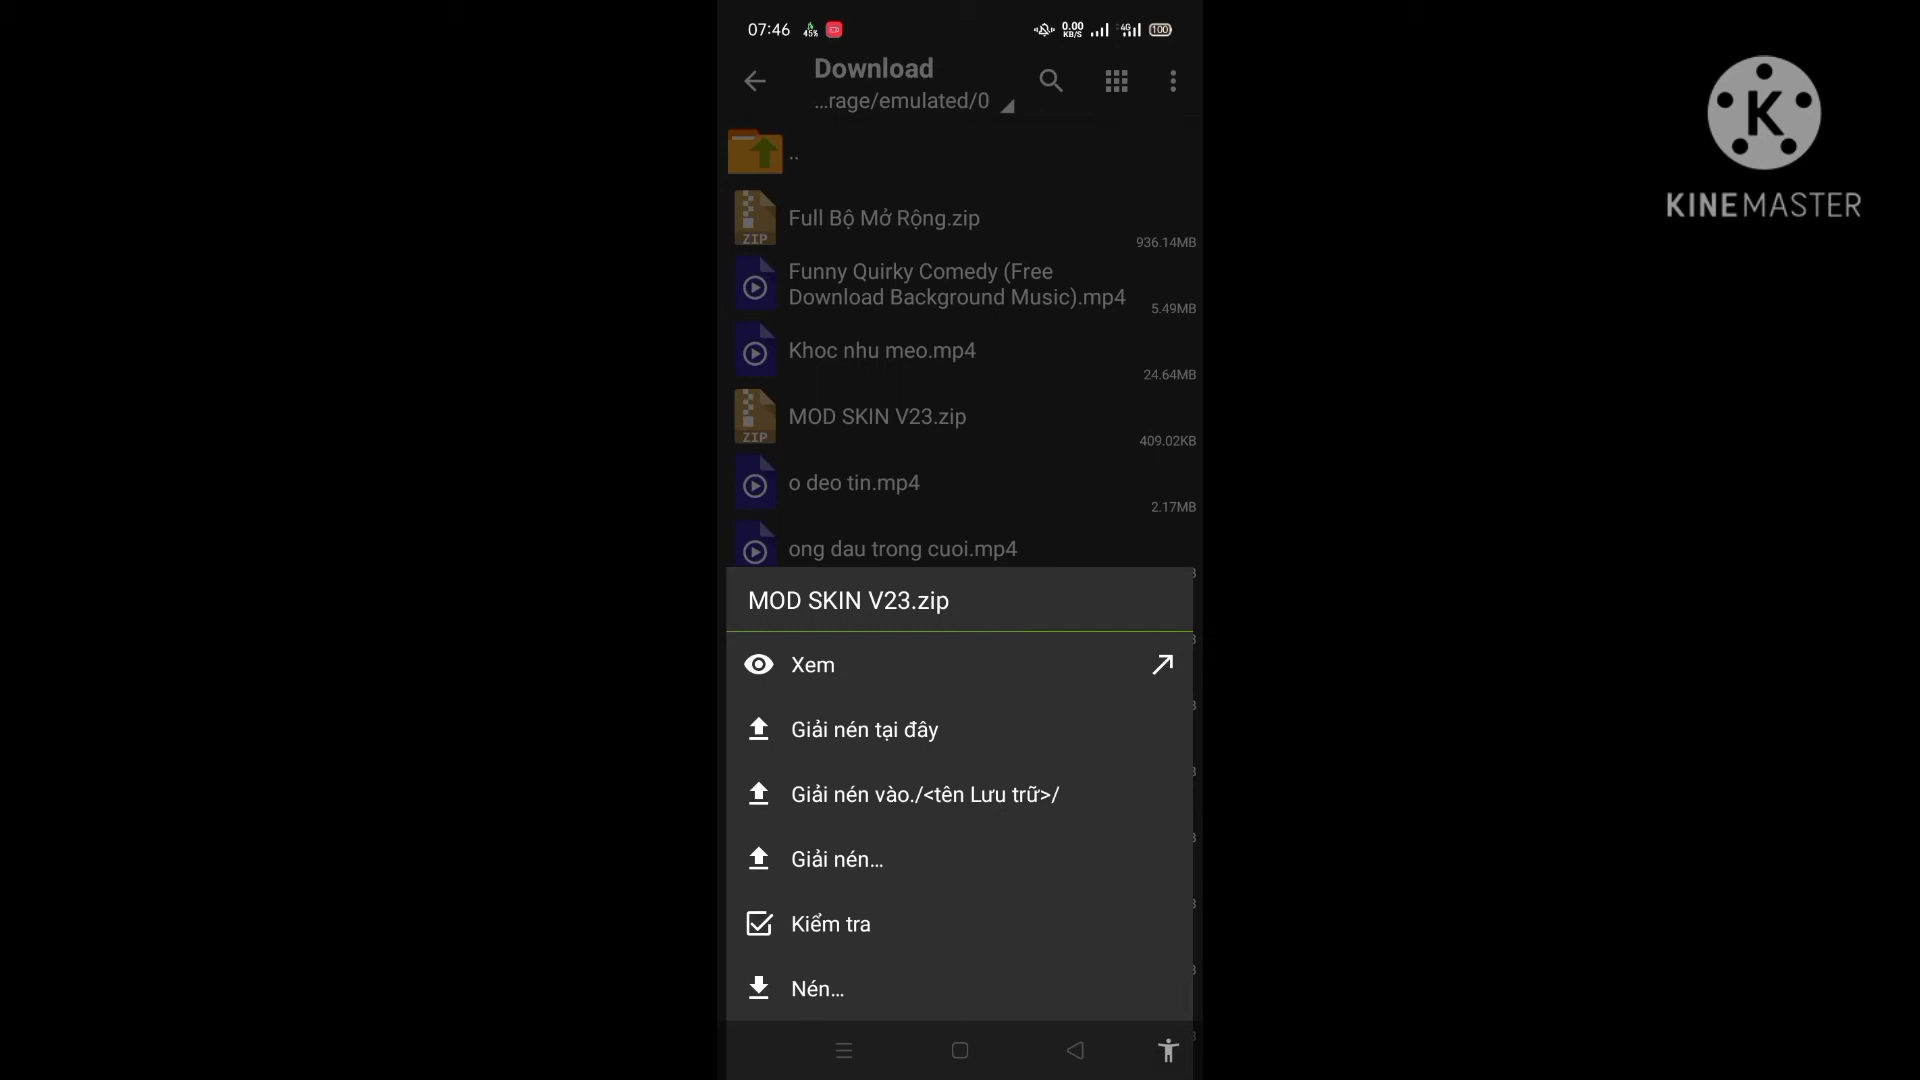 07:46
45%
0.00
KB/S
4G
100
Download
...rage/emulated/0
..
ZIP
Full Bộ Mở Rộng.zip
936.14MB
Funny Quirky Comedy (Free
Download Background Music).mp4
5.49MB
Khoc nhu meo.mp4
24.64MB
ZIP
MOD SKIN V23.zip
409.02KB
o deo tin.mp4
2.17MB
ong dau trong cuoi.mp4
MOD SKIN V23.zip
Xem
Giải nén tại đây
Giải nén vào./<tên Lưu trữ>/
Giải nén...
Kiểm tra
Nén...
K
KINEMASTER